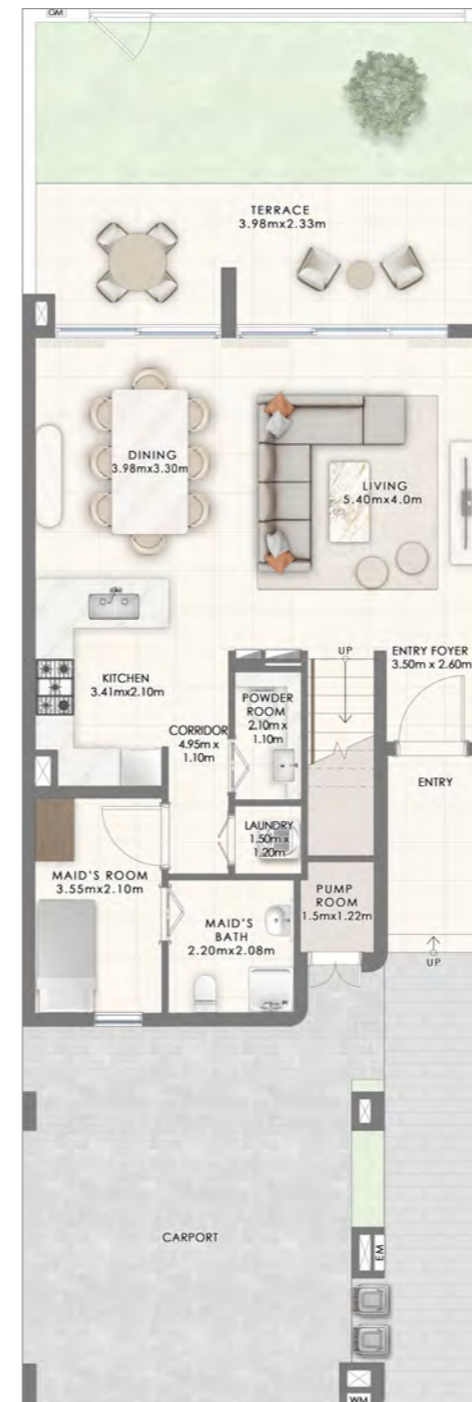 GM
TERRACE
3.98mx2.33m
DINING
3.98mx3.30m
LIVING
5.40mx4.0m
UP
ENTRY FOYER
3.50m x 2.60m
KITCHEN
3.41mx2.10m
POWDER
ROOM
2.10m x
1.10m
CORRIDOR
4.95m x
1.10m
ENTRY
LAUNDRY
1.50m x
1.20m
MAID'S ROOM
3.55mx2.10m
PUMP
ROOM
1.5mx1.22m
MAID'S
BATH
2.20mx2.08m
UP
CARPORT
EM
WM